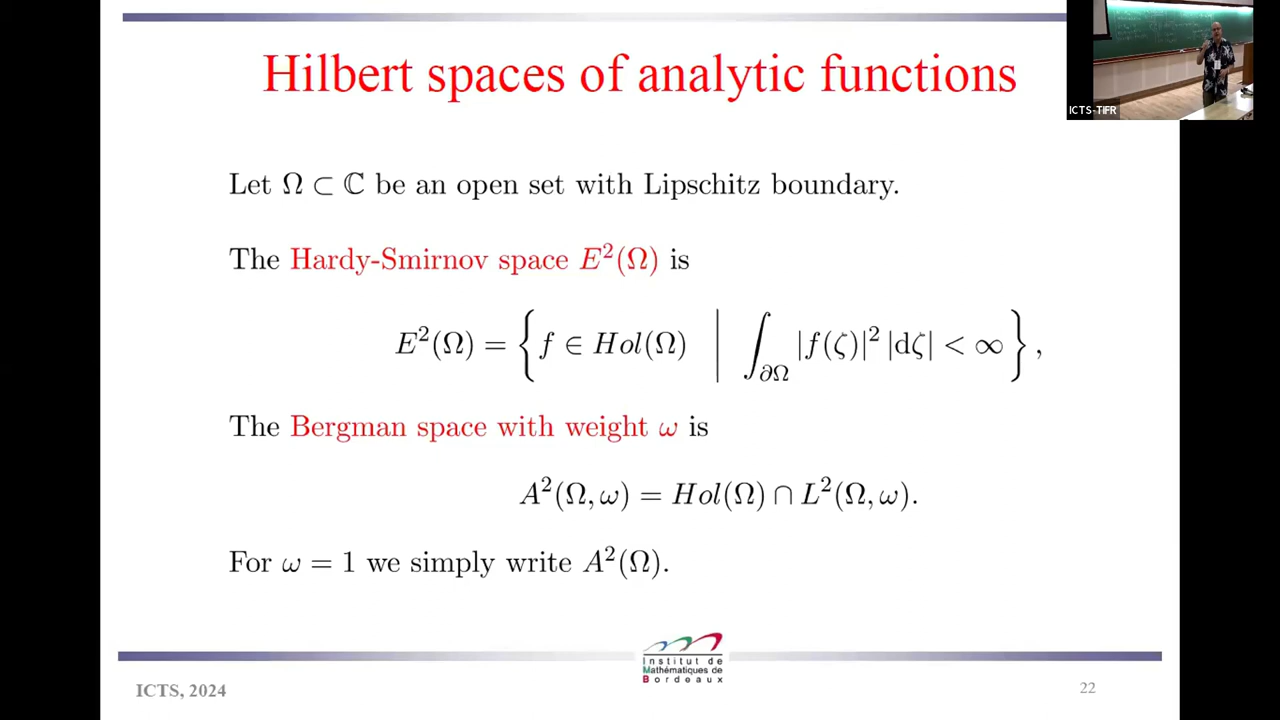 Hilbert spaces of analytic functions
ICTS-TIFR
Let Ω ⊂ ℂ be an open set with Lipschitz boundary.
The Hardy-Smirnov space E²(Ω) is
E²(Ω) = { f ∈ Hol(Ω) | ∫_{∂Ω} |f(ζ)|² |dζ| < ∞ } ,
The Bergman space with weight ω is
A²(Ω, ω) = Hol(Ω) ∩ L²(Ω, ω).
For ω = 1 we simply write A²(Ω).
Institut de
Mathématiques de
Bordeaux
ICTS, 2024
22